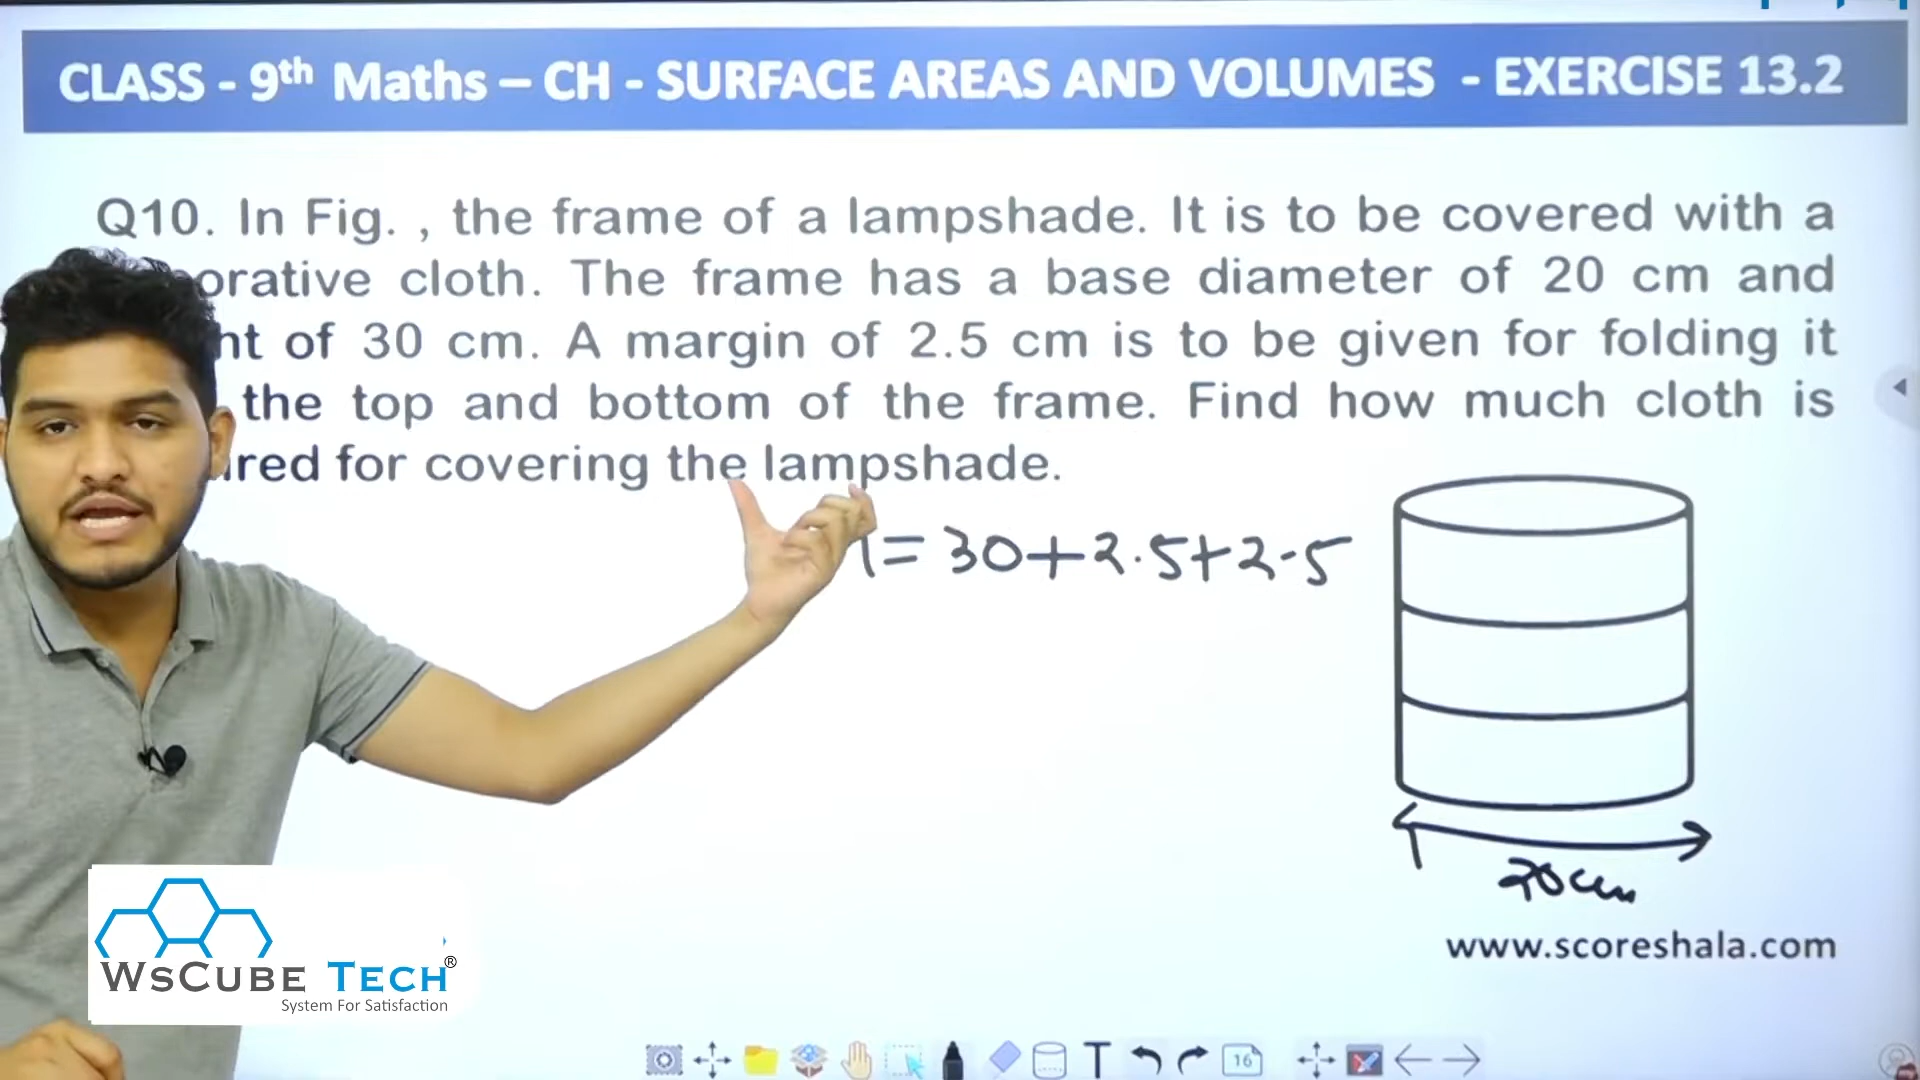 CLASS - 9th Maths – CH - SURFACE AREAS AND VOLUMES - EXERCISE 13.2
Q10. In Fig. , the frame of a lampshade. It is to be covered with a
orative cloth. The frame has a base diameter of 20 cm and
ht of 30 cm. A margin of 2.5 cm is to be given for folding it
the top and bottom of the frame. Find how much cloth is
ired for covering the lampshade.
= 30+2.5+2.5
20cm
www.scoreshala.com
WsCube Tech®
System For Satisfaction
T
16